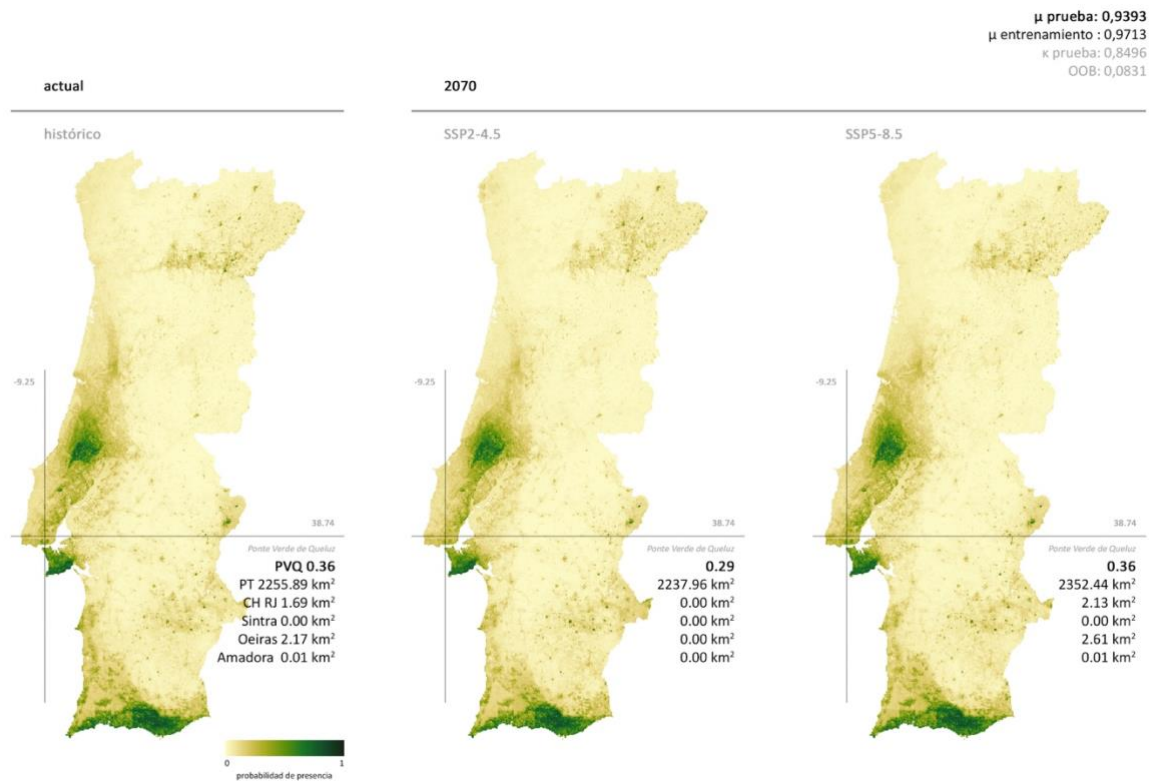 µ prueba: 0,9393
µ entrenamiento : 0,9713
κ prueba: 0,8496
OOB: 0,0831
actual
2070
histórico
SSP2-4.5
SSP5-8.5
-9.25
-9.25
-9.25
38.74
38.74
38.74
Ponte Verde de Queluz
PVQ 0.36
PT 2255.89 km²
CH RJ 1.69 km²
Sintra 0.00 km²
Oeiras 2.17 km²
Amadora 0.01 km²
Ponte Verde de Queluz
0.29
2237.96 km²
0.00 km²
0.00 km²
0.00 km²
0.00 km²
Ponte Verde de Queluz
0.36
2352.44 km²
2.13 km²
0.00 km²
2.61 km²
0.01 km²
0 1
probabilidad de presencia